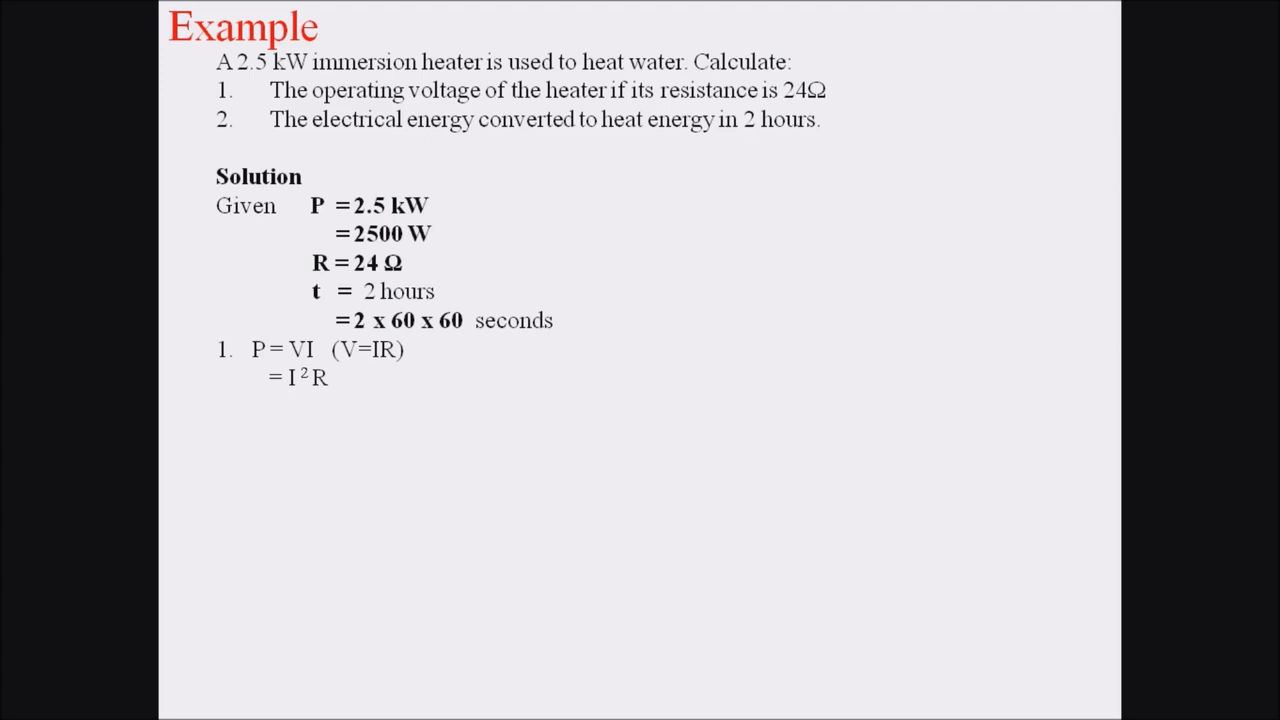 Example
A 2.5 kW immersion heater is used to heat water. Calculate:
1. The operating voltage of the heater if its resistance is 24Ω
2. The electrical energy converted to heat energy in 2 hours.
Solution
Given P = 2.5 kW
= 2500 W
R = 24 Ω
t = 2 hours
= 2 x 60 x 60 seconds
1. P = VI (V=IR)
= I² R